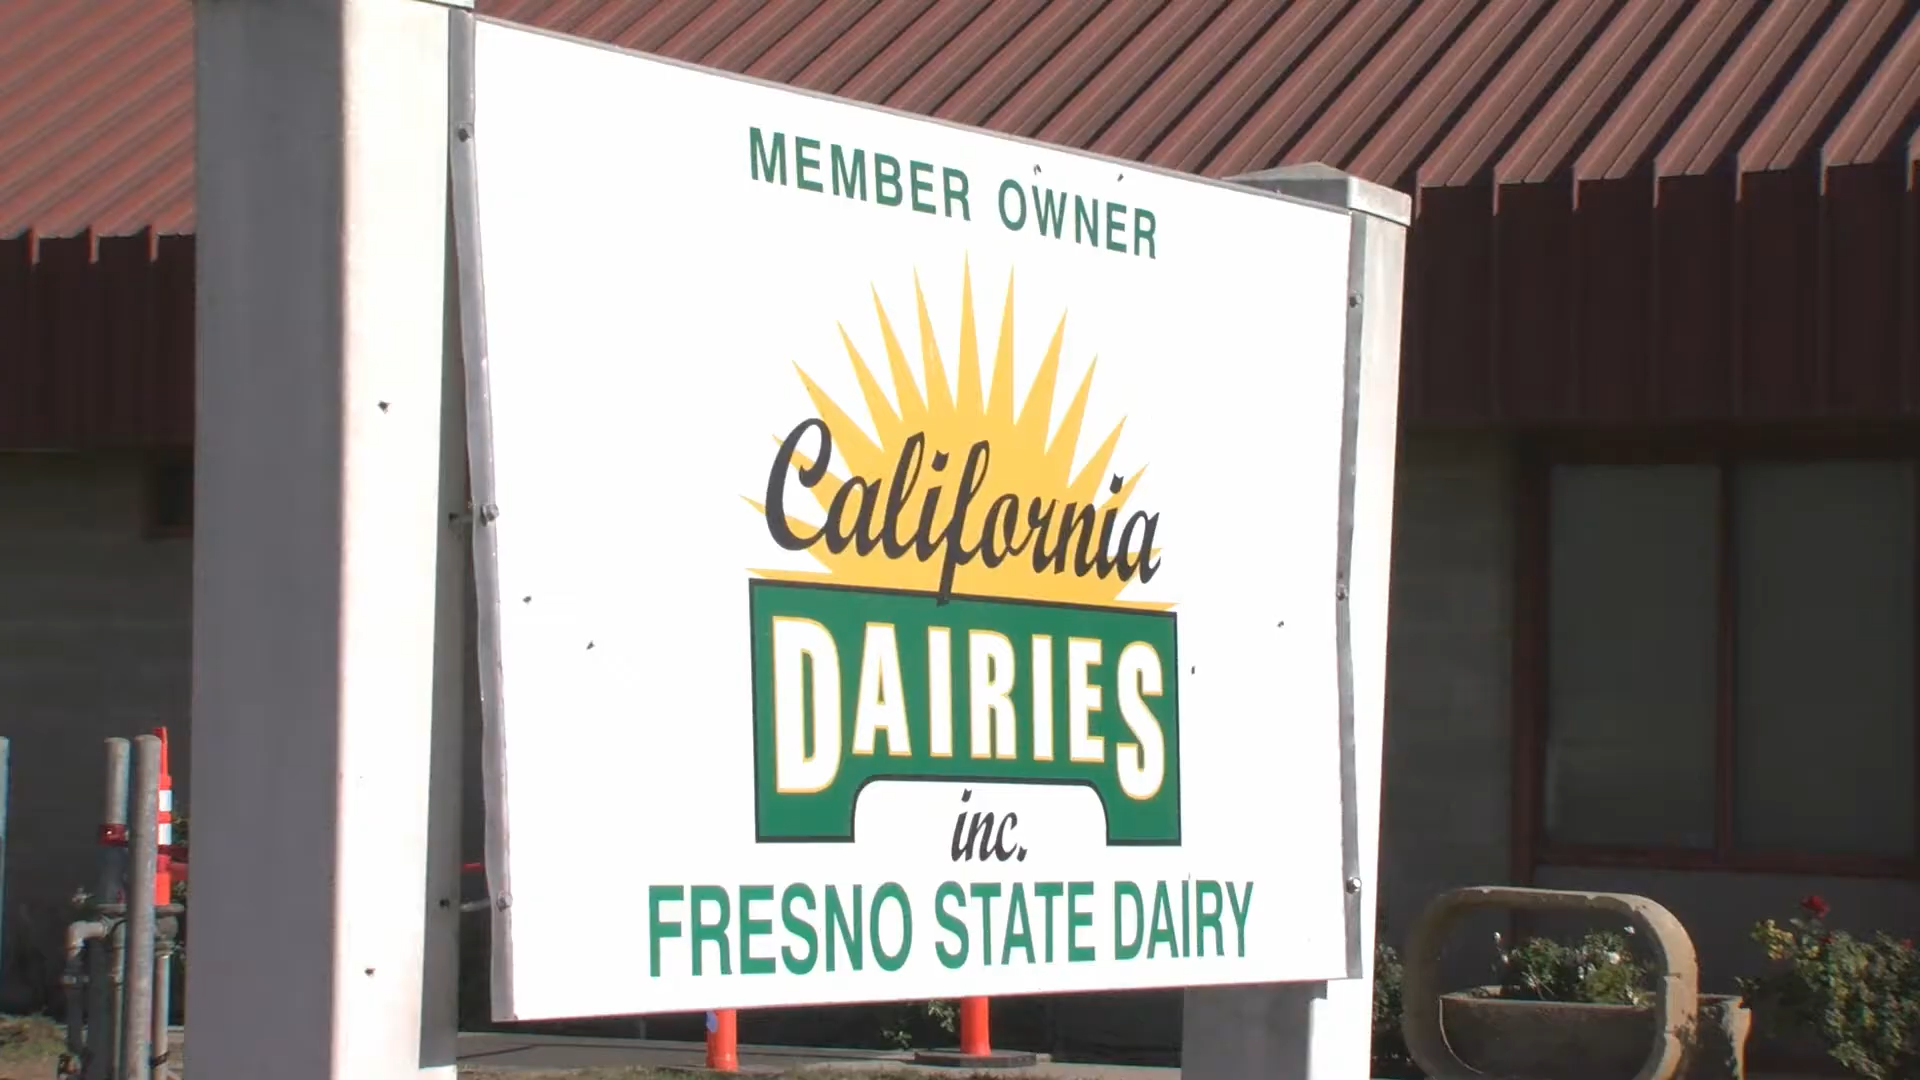 MEMBER OWNER
California
DAIRIES
inc.
FRESNO STATE DAIRY